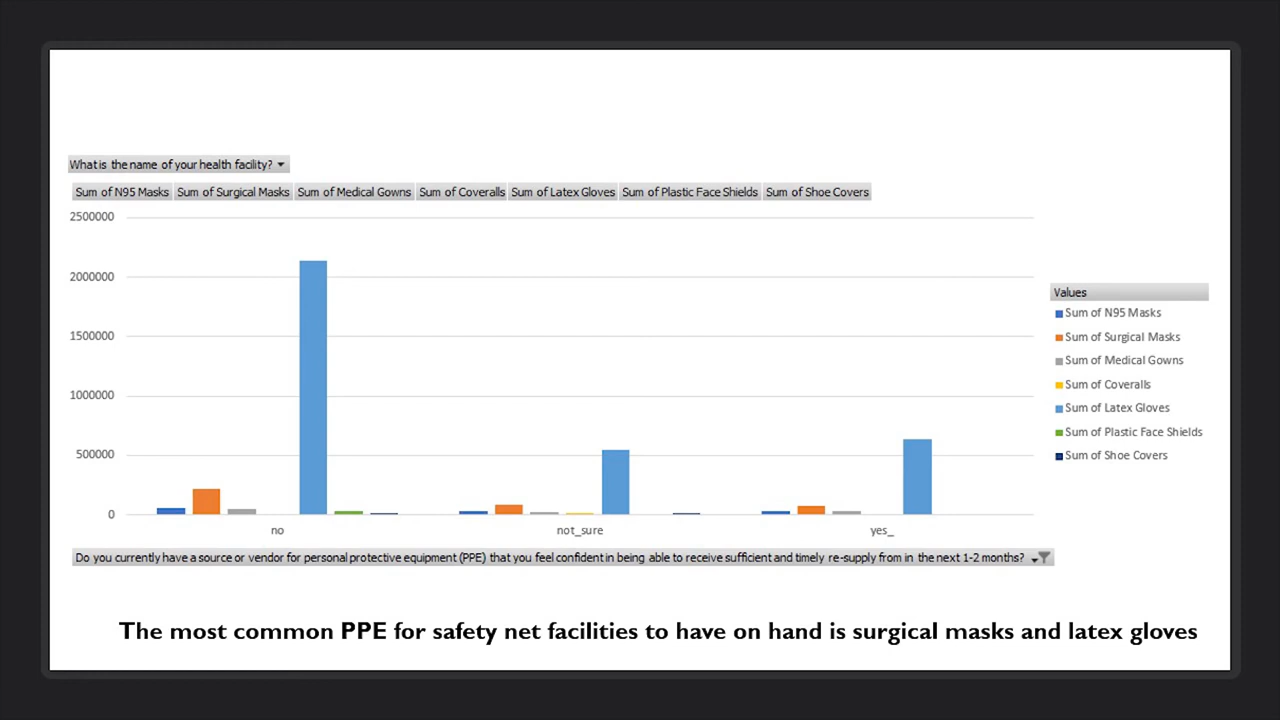 What is the name of your health facility?
Sum of N95 Masks Sum of Surgical Masks Sum of Medical Gowns Sum of Coveralls Sum of Latex Gloves Sum of Plastic Face Shields Sum of Shoe Covers
2500000
2000000
1500000
1000000
500000
0
no not_sure yes_
Values
Sum of N95 Masks
Sum of Surgical Masks
Sum of Medical Gowns
Sum of Coveralls
Sum of Latex Gloves
Sum of Plastic Face Shields
Sum of Shoe Covers
Do you currently have a source or vendor for personal protective equipment (PPE) that you feel confident in being able to receive sufficient and timely re-supply from in the next 1-2 months?
The most common PPE for safety net facilities to have on hand is surgical masks and latex gloves